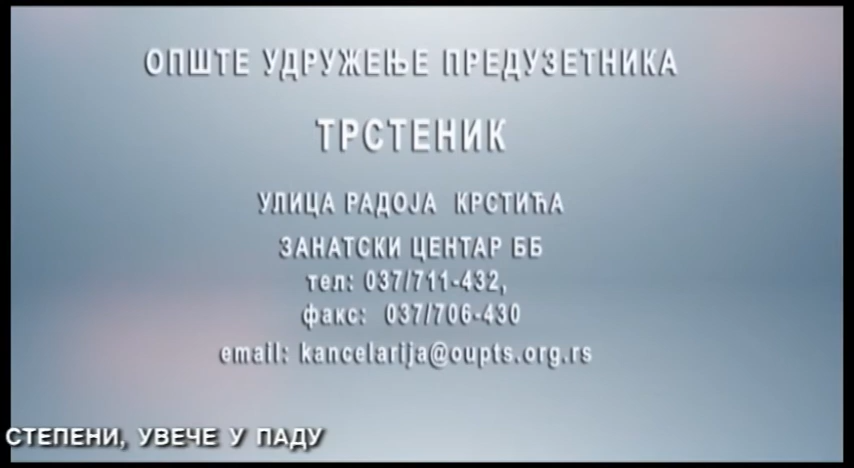 ОПШТЕ УДРУЖЕЊЕ ПРЕДУЗЕТНИКА
ТРСТЕНИК
УЛИЦА РАДОЈА КРСТИЋА
ЗАНАТСКИ ЦЕНТАР ББ
тел: 037/711-432,
факс: 037/706-430
email: kancelarija@oupts.org.rs
СТЕПЕНИ, УВЕЧЕ У ПАДУ